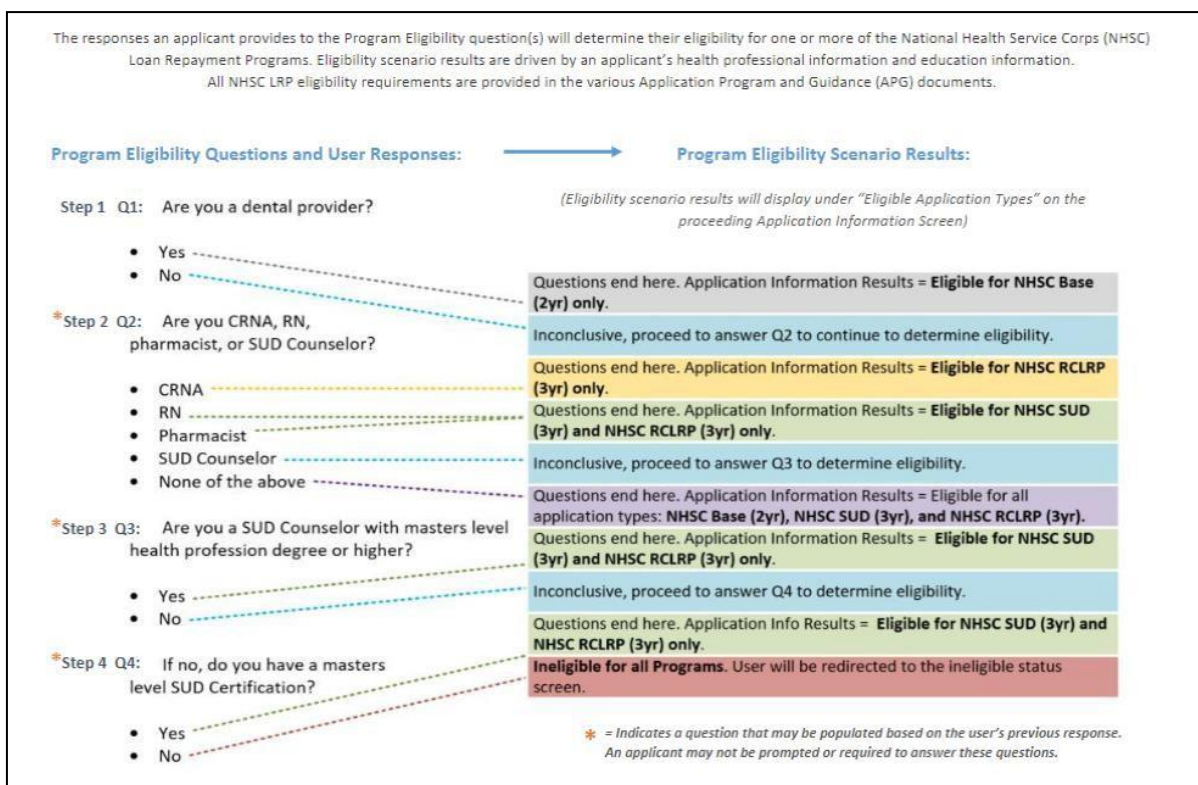 The responses an applicant provides to the Program Eligibility question(s) will determine their eligibility for one or more of the National Health Service Corps (NHSC)
Loan Repayment Programs. Eligibility scenario results are driven by an applicant's health professional information and education information.
All NHSC LRP eligibility requirements are provided in the various Application Program and Guidance (APG) documents.
Program Eligibility Questions and User Responses:
Program Eligibility Scenario Results:
(Eligibility scenario results will display under "Eligible Application Types" on the
proceeding Application Information Screen)
Step 1 Q1: Are you a dental provider?
• Yes
• No
*Step 2 Q2: Are you CRNA, RN,
pharmacist, or SUD Counselor?
• CRNA
• RN
• Pharmacist
• SUD Counselor
• None of the above
*Step 3 Q3: Are you a SUD Counselor with masters level
health profession degree or higher?
• Yes
• No
*Step 4 Q4: If no, do you have a masters
level SUD Certification?
• Yes
• No
Questions end here. Application Information Results = Eligible for NHSC Base
(2yr) only.
Inconclusive, proceed to answer Q2 to continue to determine eligibility.
Questions end here. Application Information Results = Eligible for NHSC RCLRP
(3yr) only.
Questions end here. Application Information Results = Eligible for NHSC SUD
(3yr) and NHSC RCLRP (3yr) only.
Inconclusive, proceed to answer Q3 to determine eligibility.
Questions end here. Application Information Results = Eligible for all
application types: NHSC Base (2yr), NHSC SUD (3yr), and NHSC RCLRP (3yr).
Questions end here. Application Information Results = Eligible for NHSC SUD
(3yr) and NHSC RCLRP (3yr) only.
Inconclusive, proceed to answer Q4 to determine eligibility.
Questions end here. Application Info Results = Eligible for NHSC SUD (3yr) and
NHSC RCLRP (3yr) only.
Ineligible for all Programs. User will be redirected to the ineligible status
screen.
* = Indicates a question that may be populated based on the user's previous response.
An applicant may not be prompted or required to answer these questions.